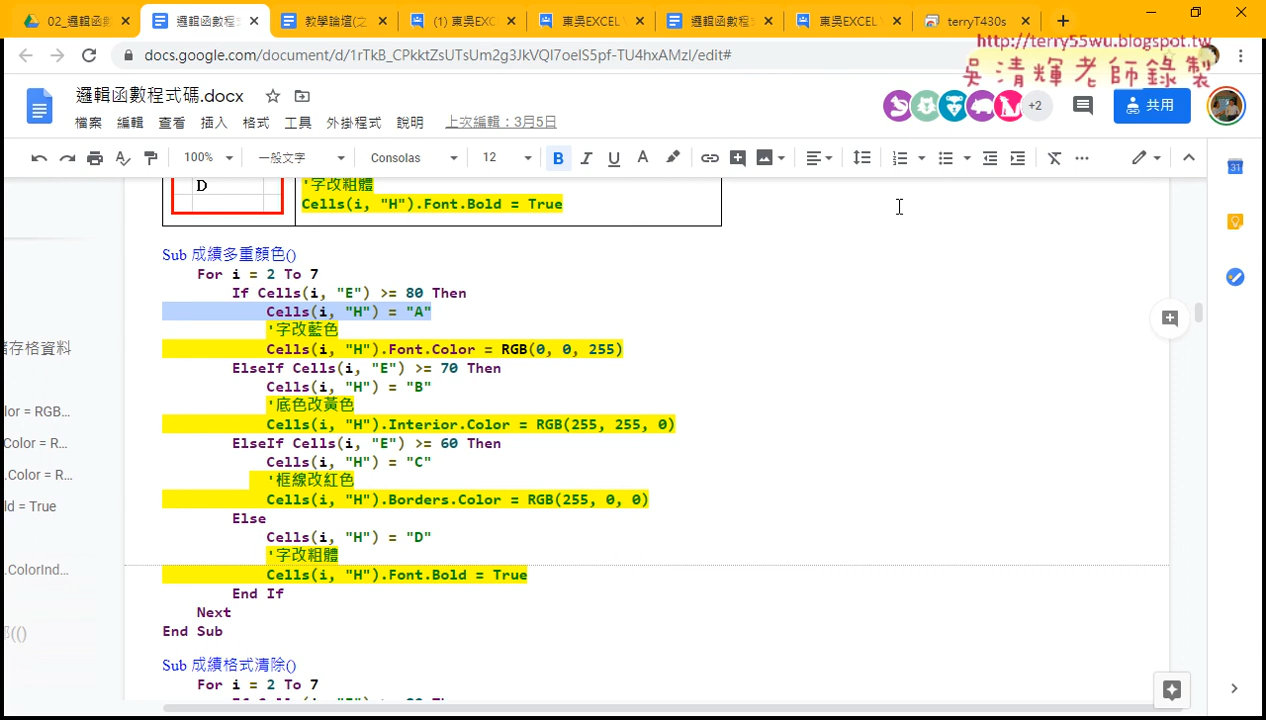 02_邏輯函數
邏輯函數程式
教學論壇(之
(1) 東吳EXC
東吳EXCEL V
邏輯函數程式
東吳EXCEL V
terryT430s
docs.google.com/document/d/1rTkB_CPkktZsUTsUm2g3JkVQI7oeIS5pf-TU4hxAMzI/edit#
http://terry55wu.blogspot.tw
吳清輝老師錄製
邏輯函數程式碼.docx
檔案 編輯 查看 插入 格式 工具 外掛程式 說明 上次編輯：3月5日
+2
共用
100% 一般文字 Consolas 12 B I U A
31
D
'字改粗體
Cells(i, "H").Font.Bold = True
Sub 成績多重顏色()
For i = 2 To 7
If Cells(i, "E") >= 80 Then
Cells(i, "H") = "A"
'字改藍色
Cells(i, "H").Font.Color = RGB(0, 0, 255)
ElseIf Cells(i, "E") >= 70 Then
Cells(i, "H") = "B"
'底色改黃色
Cells(i, "H").Interior.Color = RGB(255, 255, 0)
ElseIf Cells(i, "E") >= 60 Then
Cells(i, "H") = "C"
'框線改紅色
Cells(i, "H").Borders.Color = RGB(255, 0, 0)
Else
Cells(i, "H") = "D"
'字改粗體
Cells(i, "H").Font.Bold = True
End If
Next
End Sub
Sub 成績格式清除()
For i = 2 To 7
儲存格資料
lor = RGB...
Color = R...
.Color = R...
ld = True
.ColorInd...